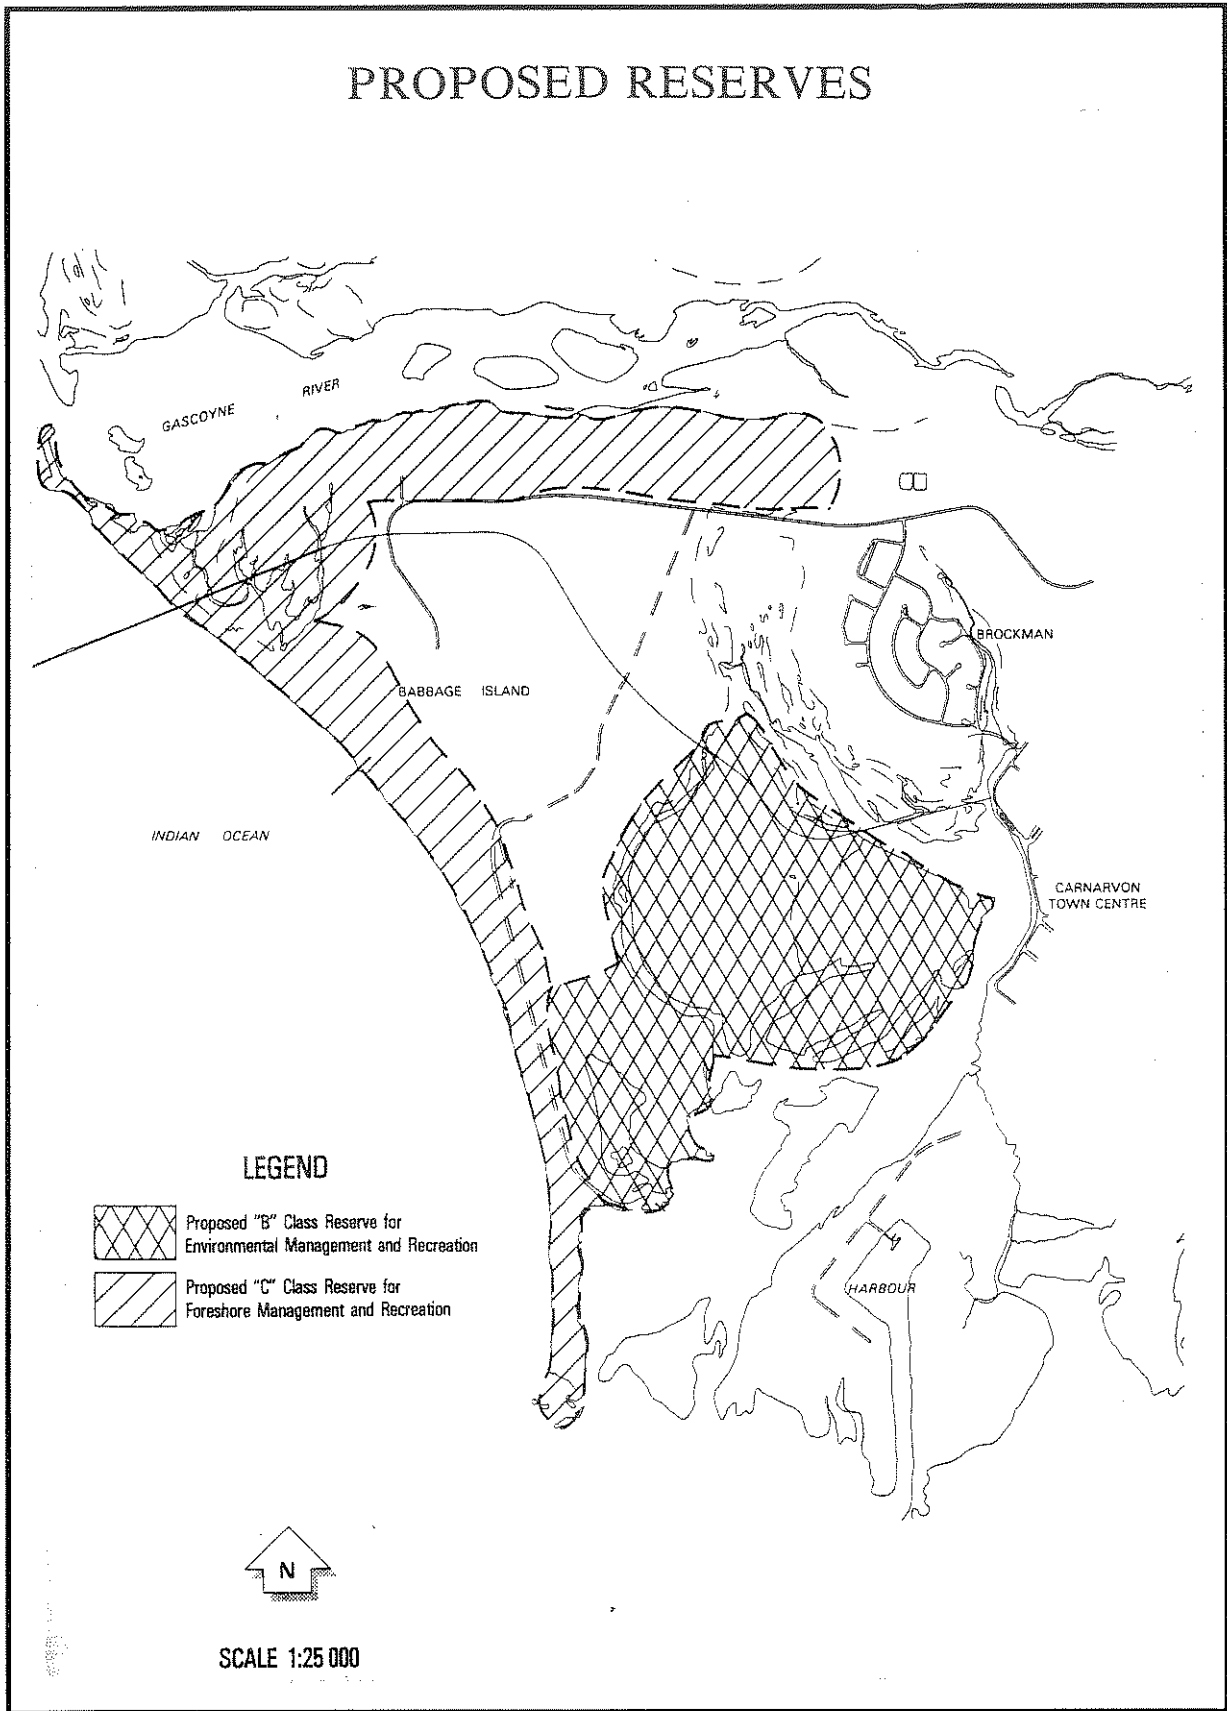 PROPOSED RESERVES
GASCOYNE RIVER
BROCKMAN
BABBAGE ISLAND
INDIAN OCEAN
CARNARVON
TOWN CENTRE
LEGEND
Proposed "B" Class Reserve for
Environmental Management and Recreation
Proposed "C" Class Reserve for
Foreshore Management and Recreation
HARBOUR
N
SCALE 1:25 000